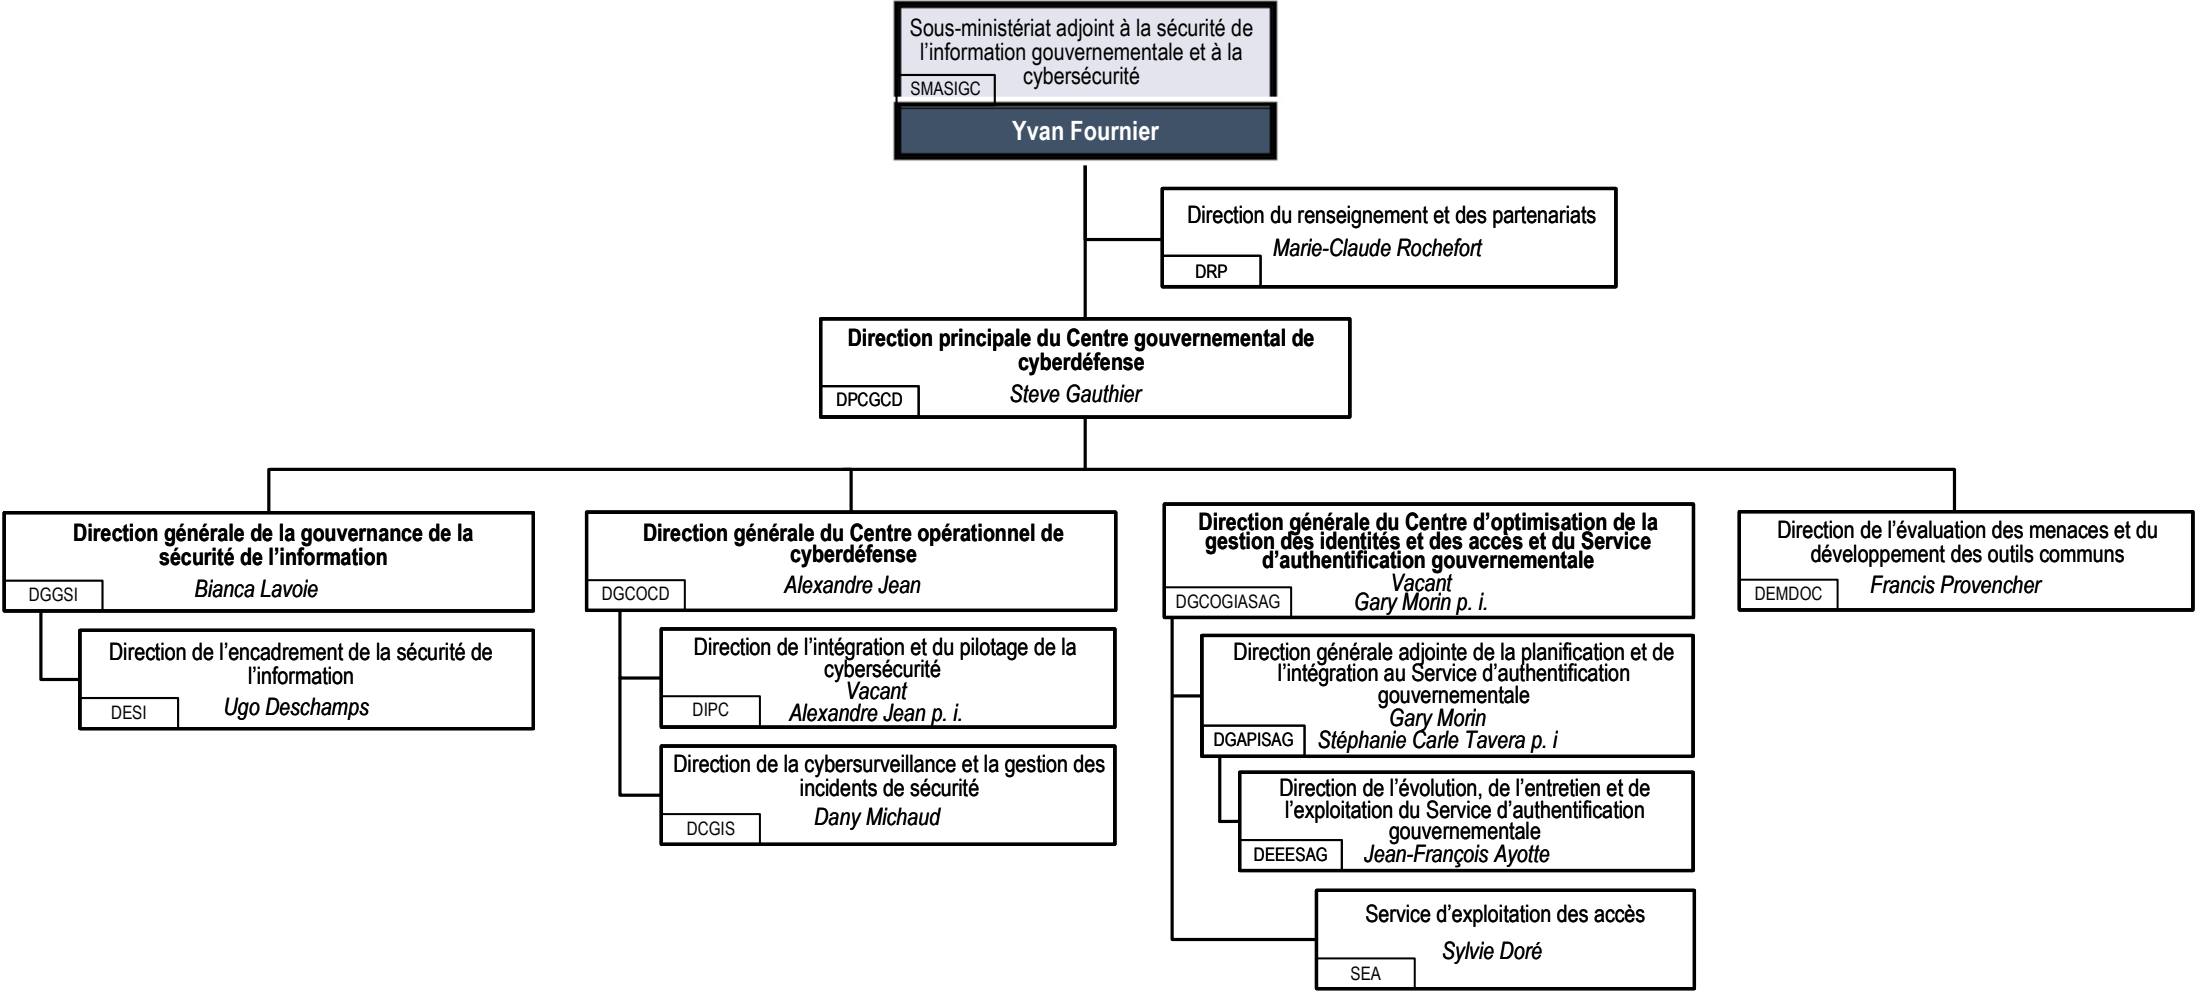 Sous-ministériat adjoint à la sécurité de
l’information gouvernementale et à la
cybersécurité
SMASIGC
Yvan Fournier
Direction du renseignement et des partenariats
Marie-Claude Rochefort
DRP
Direction principale du Centre gouvernemental de
cyberdéfense
Steve Gauthier
DPCGCD
Direction générale de la gouvernance de la
sécurité de l’information
Bianca Lavoie
DGGSI
Direction de l’encadrement de la sécurité de
l’information
Ugo Deschamps
DESI
Direction générale du Centre opérationnel de
cyberdéfense
Alexandre Jean
DGCOCD
Direction de l’intégration et du pilotage de la
cybersécurité
Vacant
Alexandre Jean p. i.
DIPC
Direction de la cybersurveillance et la gestion des
incidents de sécurité
Dany Michaud
DCGIS
Direction générale du Centre d’optimisation de la
gestion des identités et des accès et du Service
d’authentification gouvernementale
Vacant
Gary Morin p. i.
DGCOGIASAG
Direction générale adjointe de la planification et de
l’intégration au Service d’authentification
gouvernementale
Gary Morin
Stéphanie Carle Tavera p. i
DGAPISAG
Direction de l’évolution, de l’entretien et de
l’exploitation du Service d’authentification
gouvernementale
Jean-François Ayotte
DEEESAG
Service d’exploitation des accès
Sylvie Doré
SEA
Direction de l’évaluation des menaces et du
développement des outils communs
Francis Provencher
DEMDOC